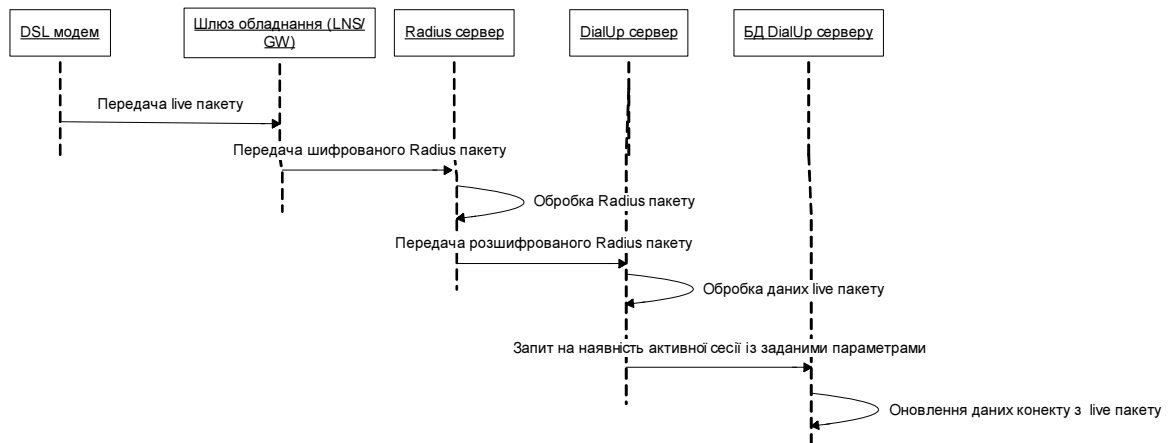 DSL модем
Шлюз обладнання (LNS/
GW)
Radius сервер
DialUp сервер
БД DialUp серверу
Передача live пакету
Передача шифрованого Radius пакету
Обробка Radius пакету
Передача розшифрованого Radius пакету
Обробка даних live пакету
Запит на наявність активної сесії із заданими параметрами
Оновлення даних конекту з live пакету